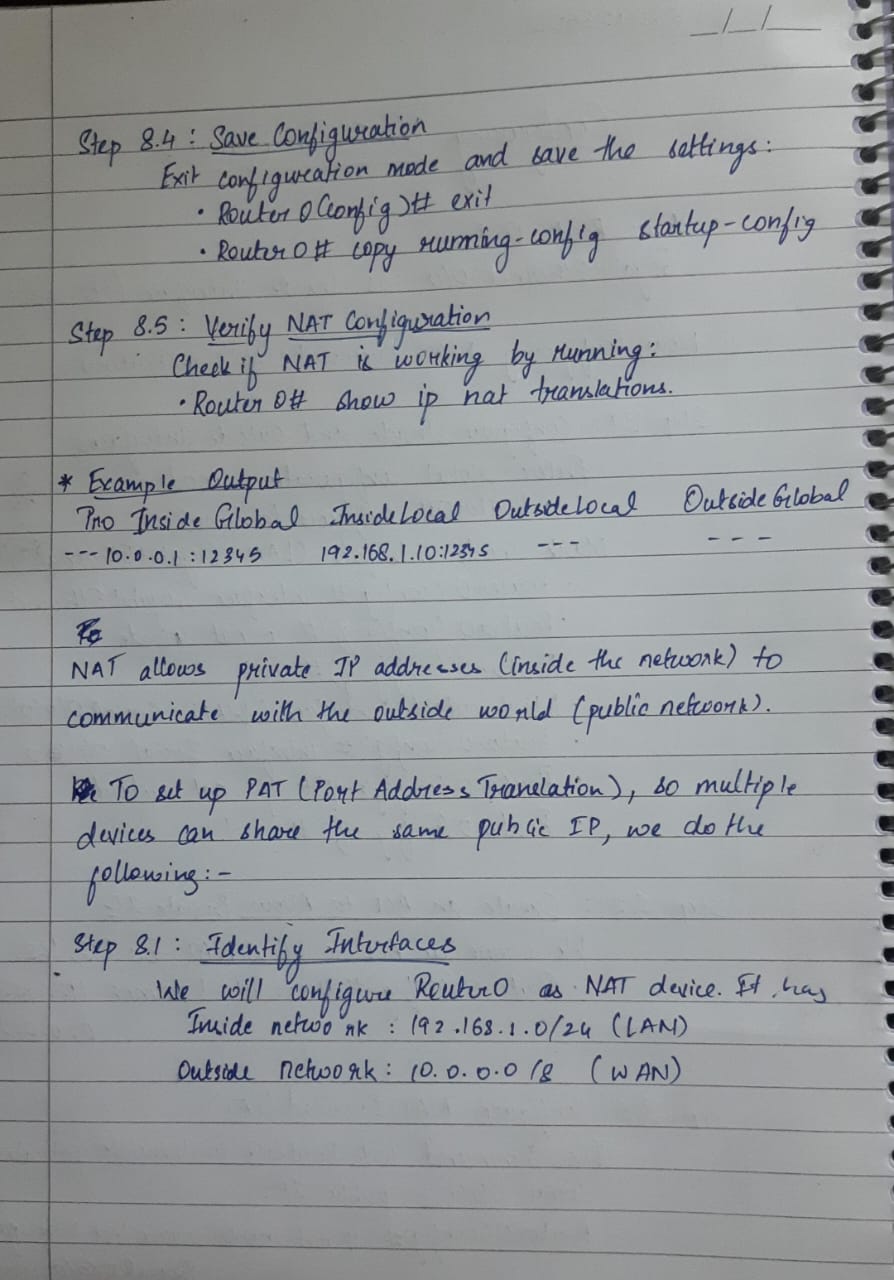 _/_/__
Step 8.4 : Save Configuration
Exit configuration mode and save the settings:
• Router0(config)# exit
• Router0# copy running-config startup-config
Step 8.5 : Verify NAT Configuration
Check if NAT is working by running:
• Router0# show ip nat translations.
* Example Output
Pro Inside Global Inside Local Outside Local Outside Global
--- 10.0.0.1:12345 192.168.1.10:12345 --- ---
NAT allows private IP addresses (inside the network) to
communicate with the outside world (public network).
To set up PAT (Port Address Translation), so multiple
devices can share the same public IP, we do the
following:-
Step 8.1 : Identify Interfaces
We will configure Router0 as NAT device. It has
Inside network : 192.168.1.0/24 (LAN)
Outside network : 10.0.0.0/8 (WAN)